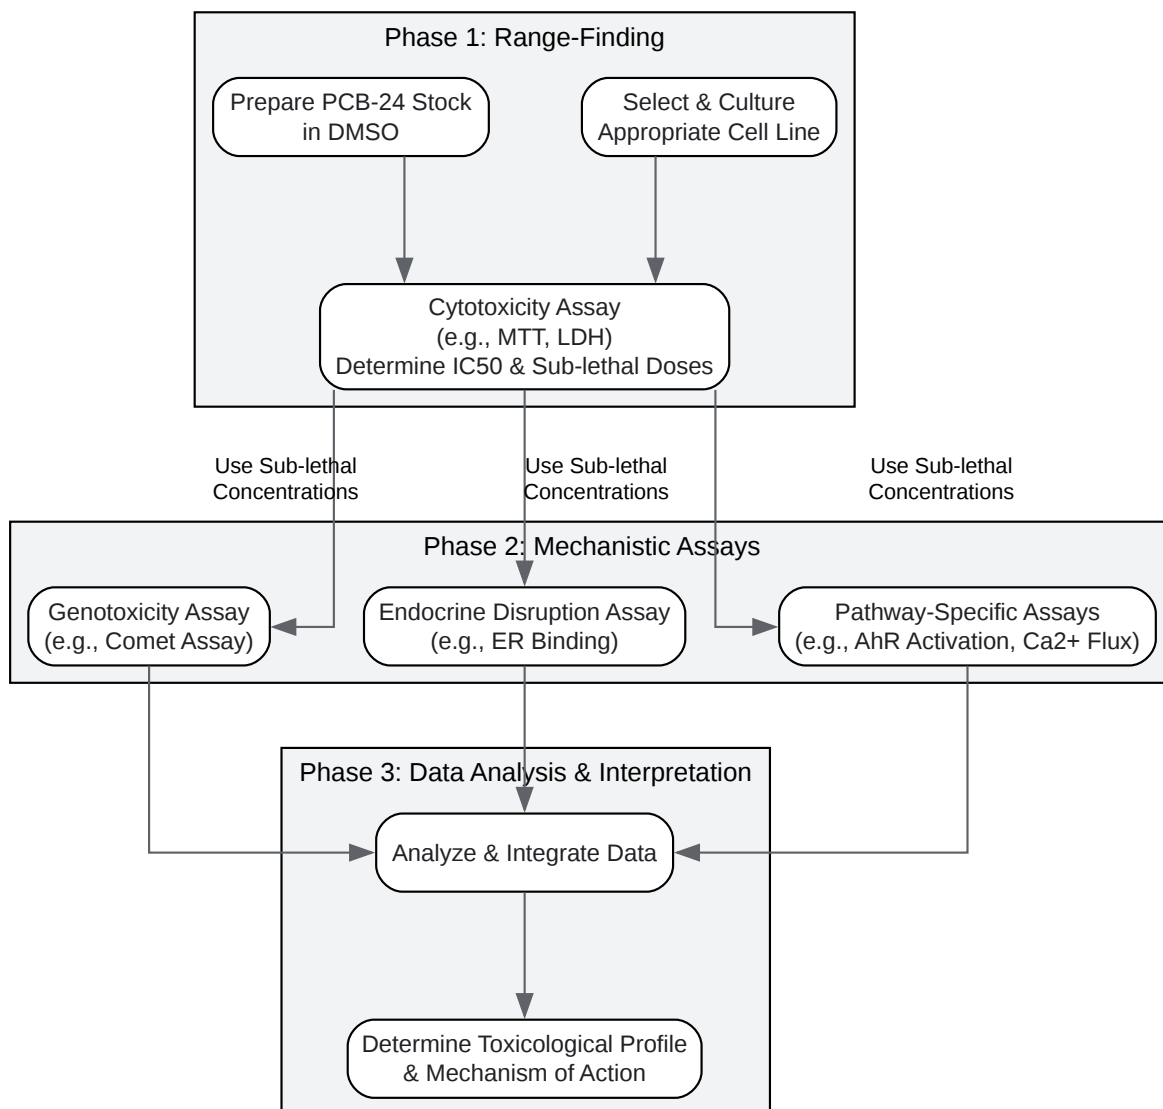 Phase 1: Range-Finding
Prepare PCB-24 Stock
in DMSO
Select & Culture
Appropriate Cell Line
Cytotoxicity Assay
(e.g., MTT, LDH)
Determine IC50 & Sub-lethal Doses
Use Sub-lethal
Concentrations
Use Sub-lethal
Concentrations
Use Sub-lethal
Concentrations
Phase 2: Mechanistic Assays
Genotoxicity Assay
(e.g., Comet Assay)
Endocrine Disruption Assay
(e.g., ER Binding)
Pathway-Specific Assays
(e.g., AhR Activation, Ca2+ Flux)
Phase 3: Data Analysis & Interpretation
Analyze & Integrate Data
Determine Toxicological Profile
& Mechanism of Action